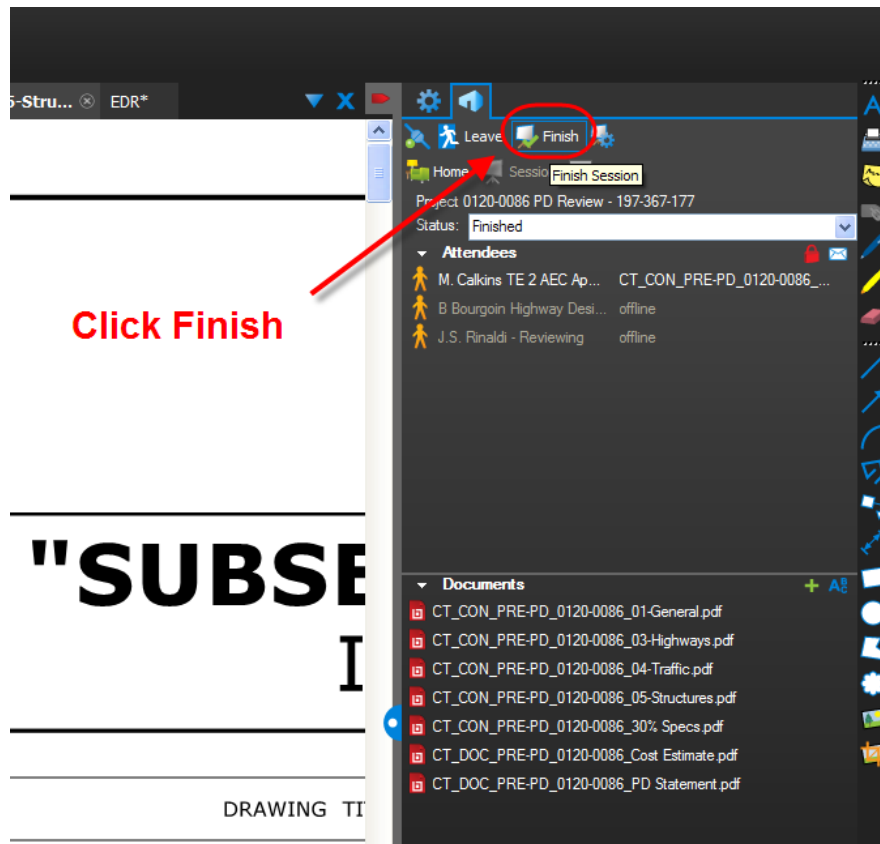 5-Stru...
EDR*
Leave
Finish
Home
Sessio
Finish Session
Project 0120-0086 PD Review - 197-367-177
Status: Finished
Attendees
M. Calkins TE 2 AEC Ap... CT_CON_PRE-PD_0120-0086_...
B Bourgoin Highway Desi... offline
J.S. Rinaldi - Reviewing offline
Click Finish
"SUBSE
I
Documents
CT_CON_PRE-PD_0120-0086_01-General.pdf
CT_CON_PRE-PD_0120-0086_03-Highways.pdf
CT_CON_PRE-PD_0120-0086_04-Traffic.pdf
CT_CON_PRE-PD_0120-0086_05-Structures.pdf
CT_CON_PRE-PD_0120-0086_30% Specs.pdf
CT_DOC_PRE-PD_0120-0086_Cost Estimate.pdf
CT_DOC_PRE-PD_0120-0086_PD Statement.pdf
DRAWING TI